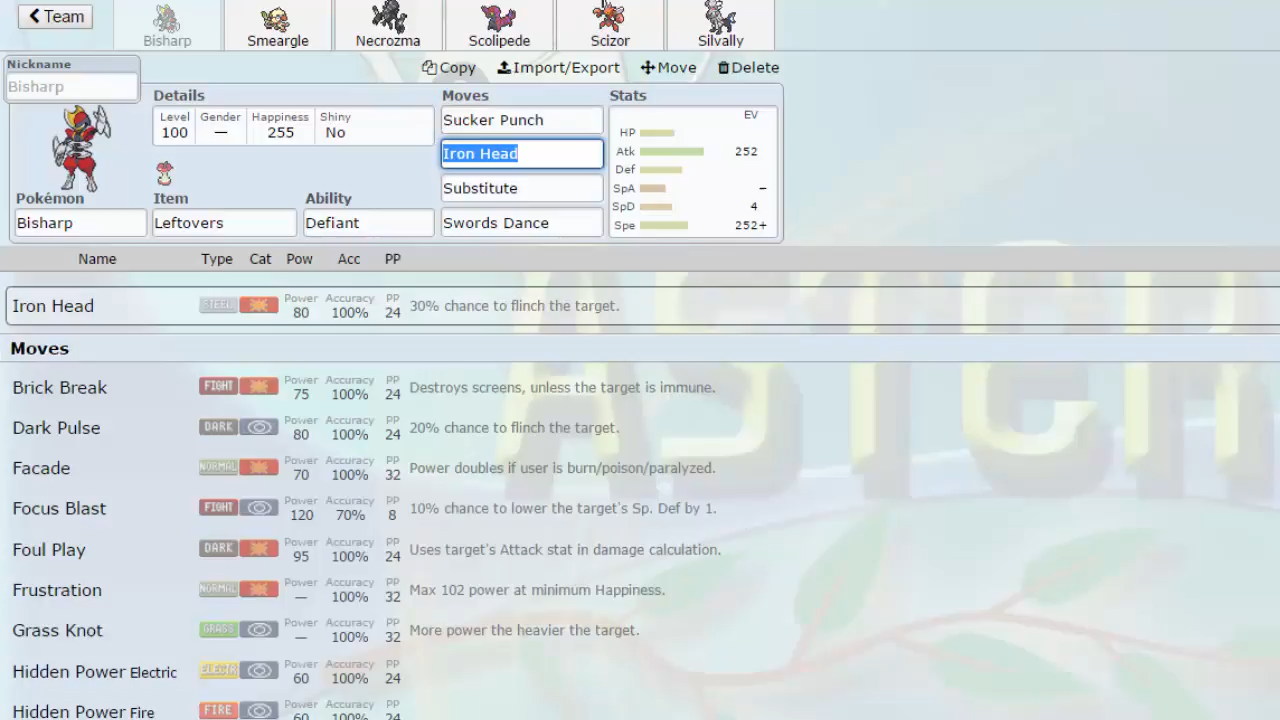 Team
Bisharp Smeargle Necrozma Scolipede Scizor Silvally
Nickname
Bisharp
Copy Import/Export Move Delete
Details Moves Stats
Level Gender Happiness Shiny
100 — 255 No
Sucker Punch
Iron Head
Substitute
Swords Dance
EV
HP
Atk 252
Def
SpA –
SpD 4
Spe 252+
Pokémon Item Ability
Bisharp Leftovers Defiant
Name Type Cat Pow Acc PP
Iron Head STEEL Power 80 Accuracy 100% PP 24 30% chance to flinch the target.
Moves
Brick Break FIGHT Power 75 Accuracy 100% PP 24 Destroys screens, unless the target is immune.
Dark Pulse DARK Power 80 Accuracy 100% PP 24 20% chance to flinch the target.
Facade NORMAL Power 70 Accuracy 100% PP 32 Power doubles if user is burn/poison/paralyzed.
Focus Blast FIGHT Power 120 Accuracy 70% PP 8 10% chance to lower the target's Sp. Def by 1.
Foul Play DARK Power 95 Accuracy 100% PP 24 Uses target's Attack stat in damage calculation.
Frustration NORMAL Power — Accuracy 100% PP 32 Max 102 power at minimum Happiness.
Grass Knot GRASS Power — Accuracy 100% PP 32 More power the heavier the target.
Hidden Power Electric ELECTR Power 60 Accuracy 100% PP 24
Hidden Power Fire FIRE Power 60 Accuracy 100% PP 24